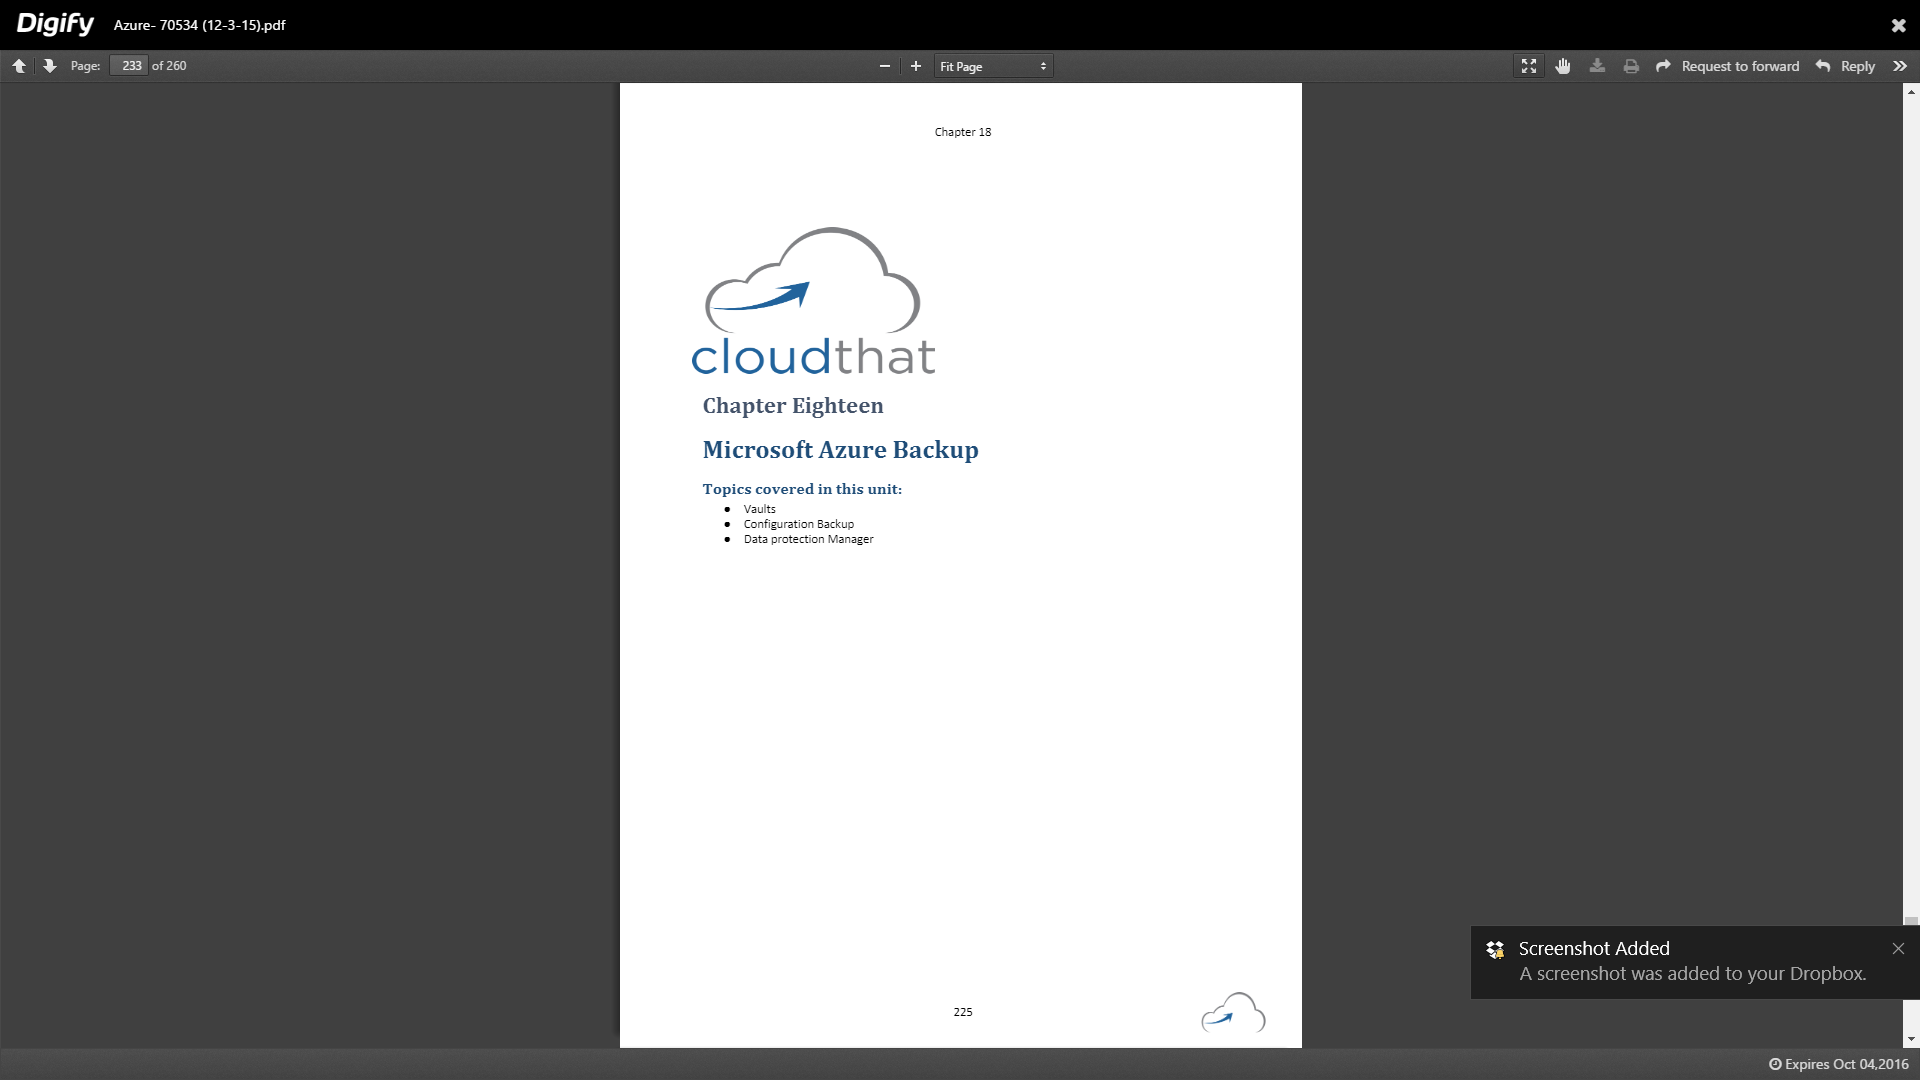 Digify Azure- 70534 (12-3-15).pdf
Page: 233 of 260 Fit Page Request to forward Reply
Chapter 18
cloudthat
Chapter Eighteen
Microsoft Azure Backup
Topics covered in this unit:
● Vaults
● Configuration Backup
● Data protection Manager
Screenshot Added
A screenshot was added to your Dropbox.
225
Expires Oct 04,2016